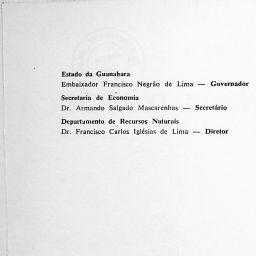 Estado da Guanabara
Embaixador Francisco Negrão de Lima — Governador
Secretaria de Economia
Dr. Armando Salgado Mascarenhas — Secretário
Departamento de Recursos Naturais
Dr. Francisco Carlos Iglésias de Lima — Diretor